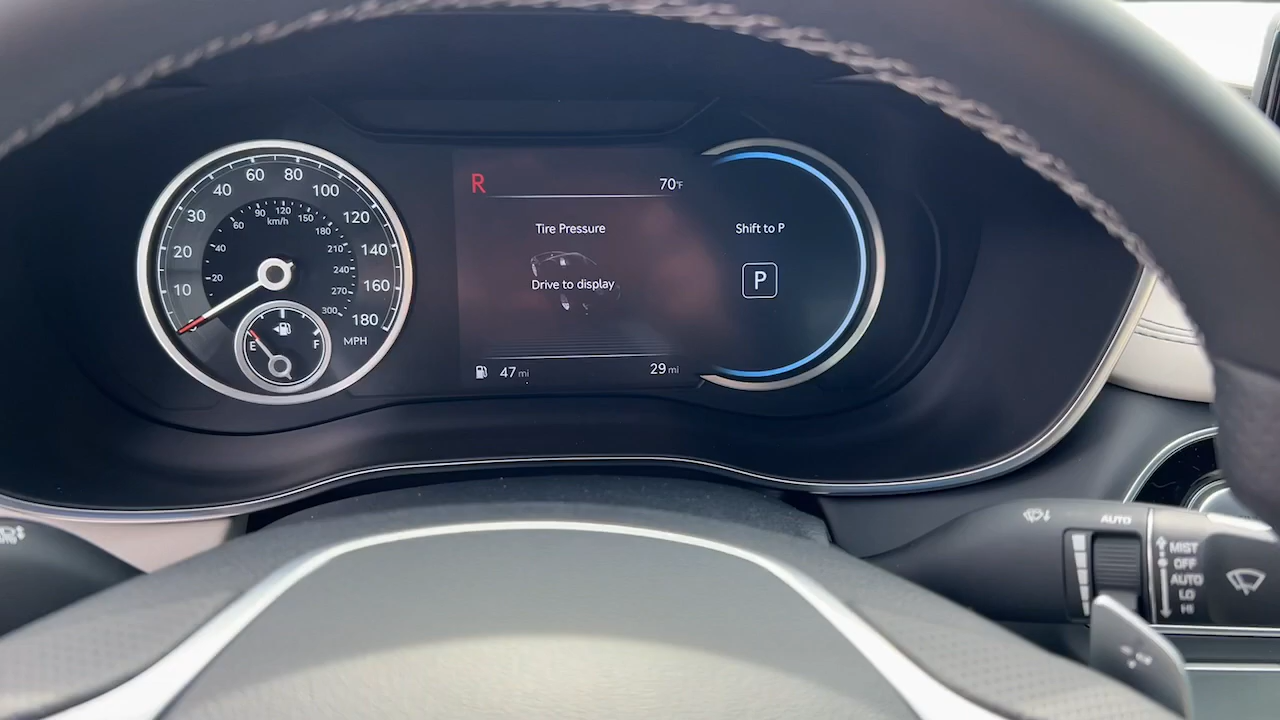 R
70°F
Tire Pressure
Drive to display
47 mi
29 mi
Shift to P
P
10
20
30
40
60
80
100
120
140
160
180
MPH
20
40
60
90
120
150
180
210
240
270
300
km/h
E
F
AUTO
MIST
OFF
AUTO
LO
HI